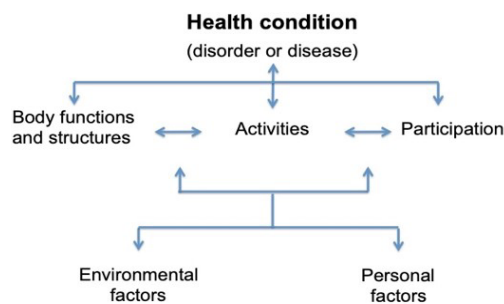 Health condition
(disorder or disease)
Body functions
and structures
Activities
Participation
Environmental
factors
Personal
factors